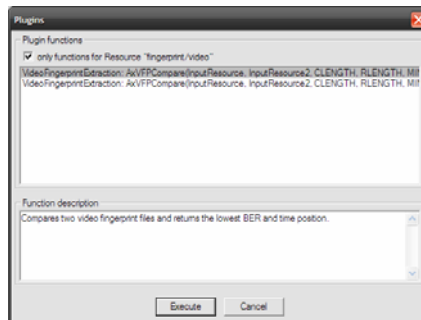 Plugins
Plugin functions
only functions for Resource "fingerprint/video"
VideoFingerprintExtraction: AxVFPCompare(InputResource, InputResource2, CLENGTH, RLENGTH, MI
VideoFingerprintExtraction: AxVFPCompare(InputResource, InputResource2, CLENGTH, RLENGTH, MI
Function description
Compares two video fingerprint files and returns the lowest BER and time position.
Execute
Cancel